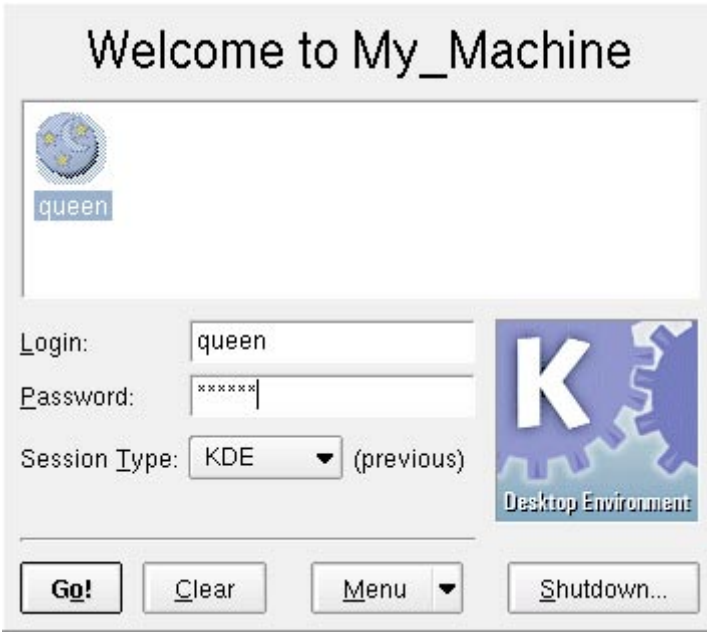 Welcome to My_Machine
queen
Login: queen
Password: ******
Session Type: KDE (previous)
K
Desktop Environment
Go! Clear Menu Shutdown...